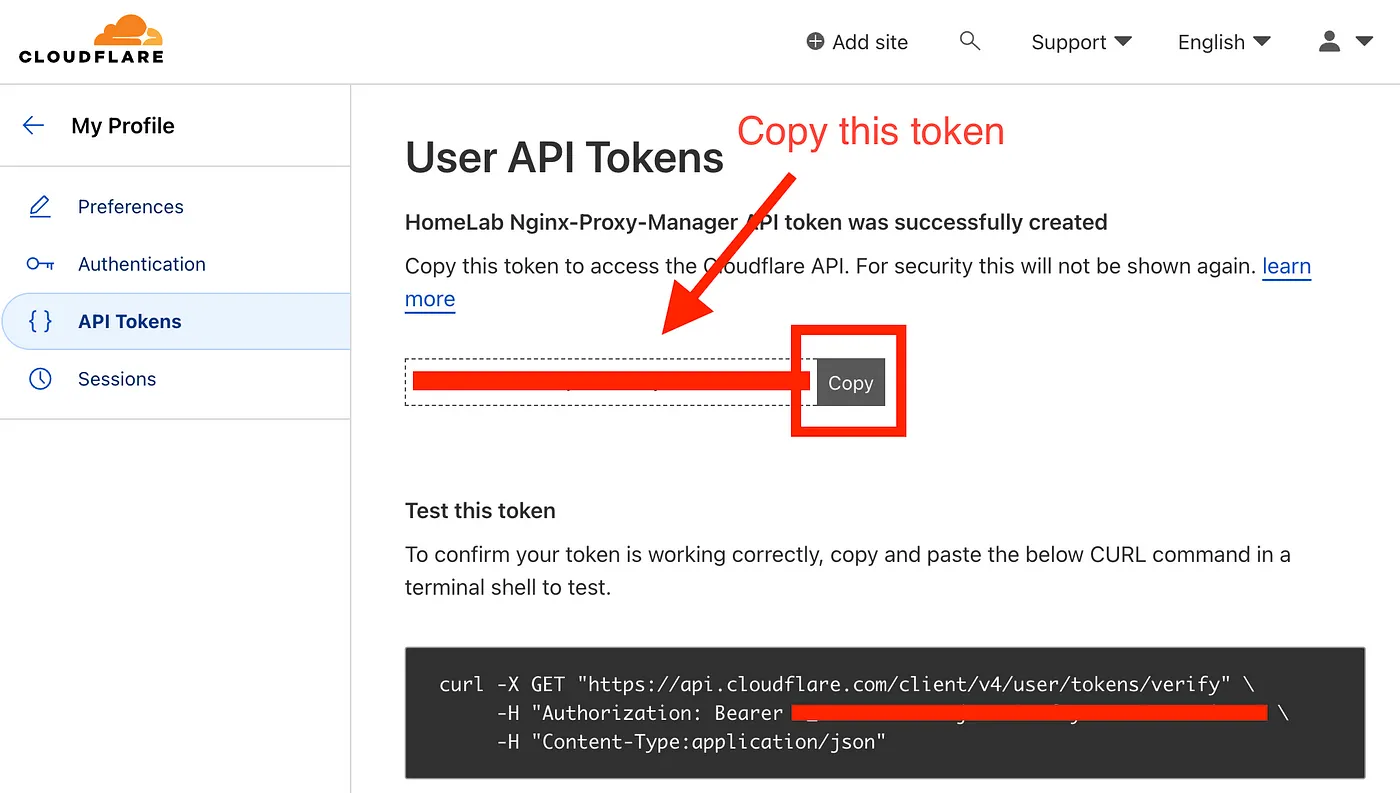 CLOUDFLARE
Add site
Support
English
My Profile
Preferences
Authentication
API Tokens
Sessions
Copy this token
User API Tokens
HomeLab Nginx-Proxy-Manager API token was successfully created
Copy this token to access the Cloudflare API. For security this will not be shown again. learn
more
Copy
Test this token
To confirm your token is working correctly, copy and paste the below CURL command in a
terminal shell to test.
curl -X GET "https://api.cloudflare.com/client/v4/user/tokens/verify" \
-H "Authorization: Bearer \
-H "Content-Type:application/json"